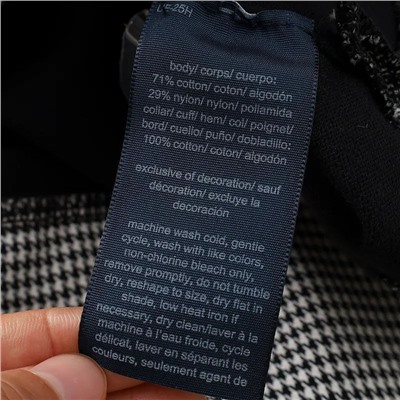 body/ corps/ cuerpo:
71% cotton/ coton/ algodón
29% nylon/ nylon/ poliamida
collar/ cuff/ hem/ col/ poignet/
bord/ cuello/ puño/ dobladillo:
100% cotton/ coton/ algodón
exclusive of decoration/ sauf
décoration/ excluye la
decoración
machine wash cold, gentle
cycle, wash with like colors,
non-chlorine bleach only,
remove promptly, do not tumble
dry, reshape to size, dry flat in
shade, low heat iron if
necessary, dry clean/laver à la
machine à l'eau froide, cycle
délicat, laver en séparant les
couleurs, seulement agent de